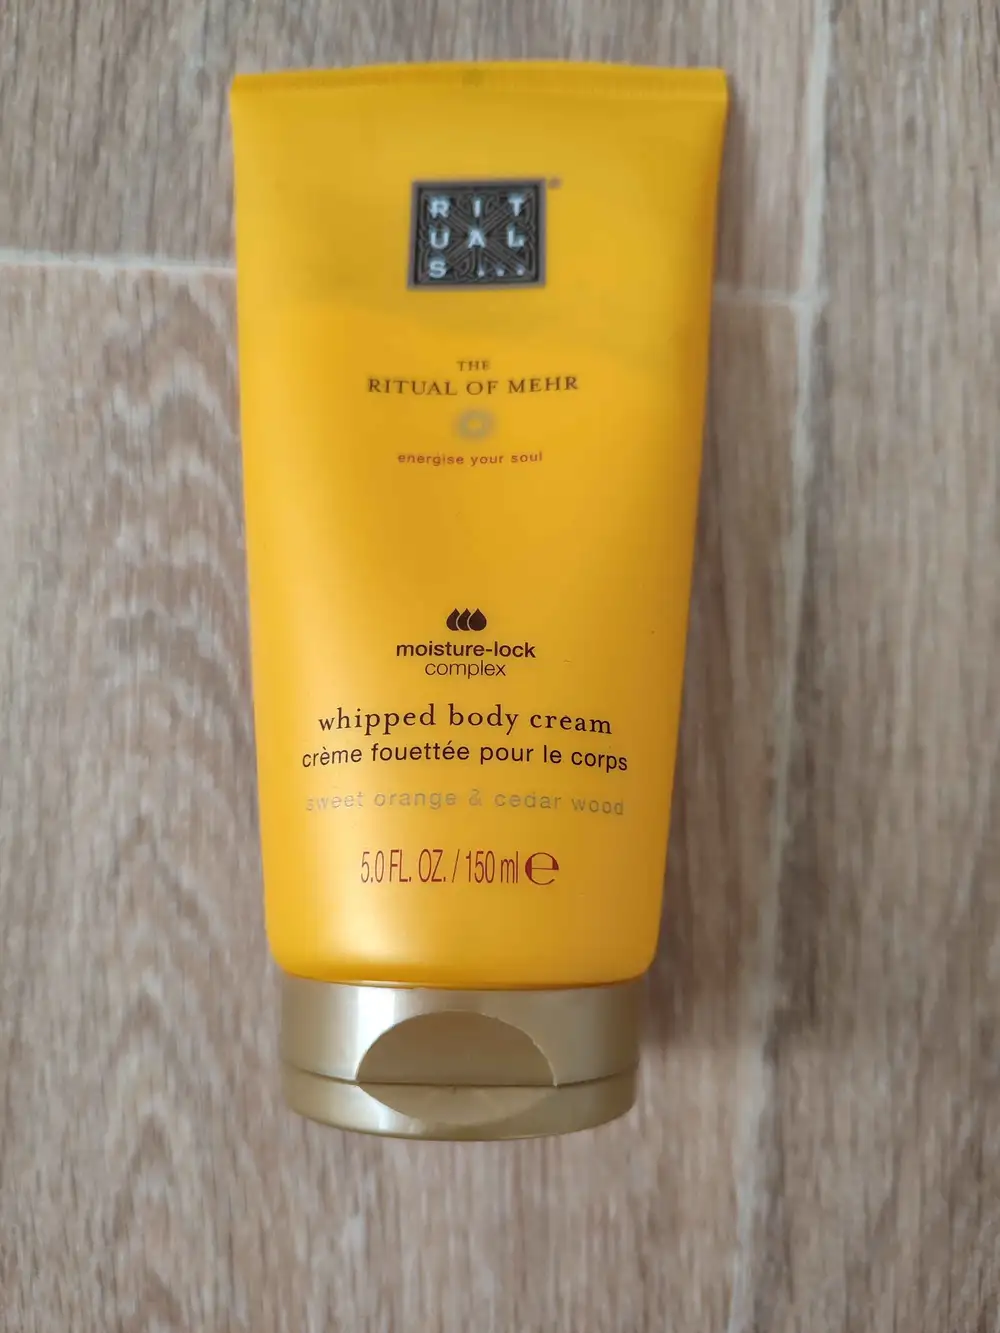 RIT
UAL
S...
THE
RITUAL OF MEHR
energise your soul
moisture-lock
complex
whipped body cream
crème fouettée pour le corps
sweet orange & cedar wood
5.0 FL. OZ. / 150 ml ℮